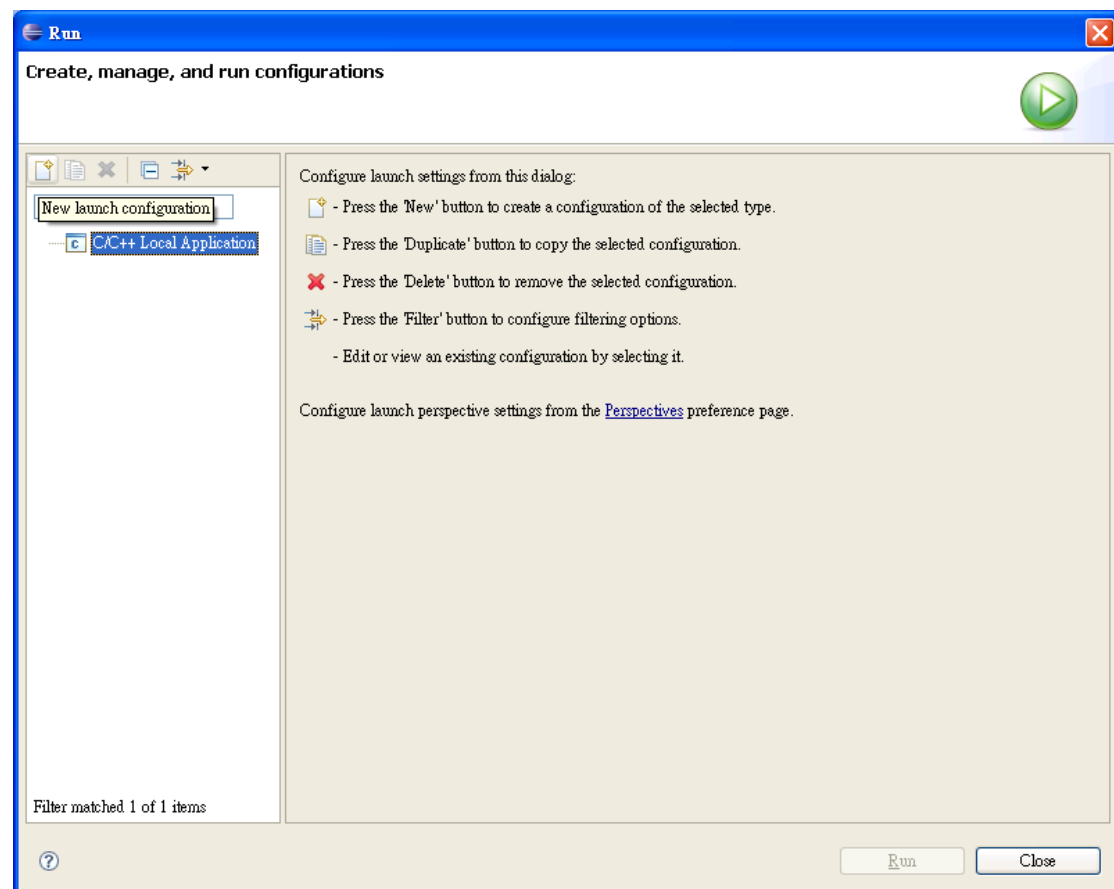 Run
Create, manage, and run configurations
New launch configuration
C/C++ Local Application
Filter matched 1 of 1 items
Configure launch settings from this dialog:
- Press the 'New' button to create a configuration of the selected type.
- Press the 'Duplicate' button to copy the selected configuration.
- Press the 'Delete' button to remove the selected configuration.
- Press the 'Filter' button to configure filtering options.
- Edit or view an existing configuration by selecting it.
Configure launch perspective settings from the Perspectives preference page.
Run
Close